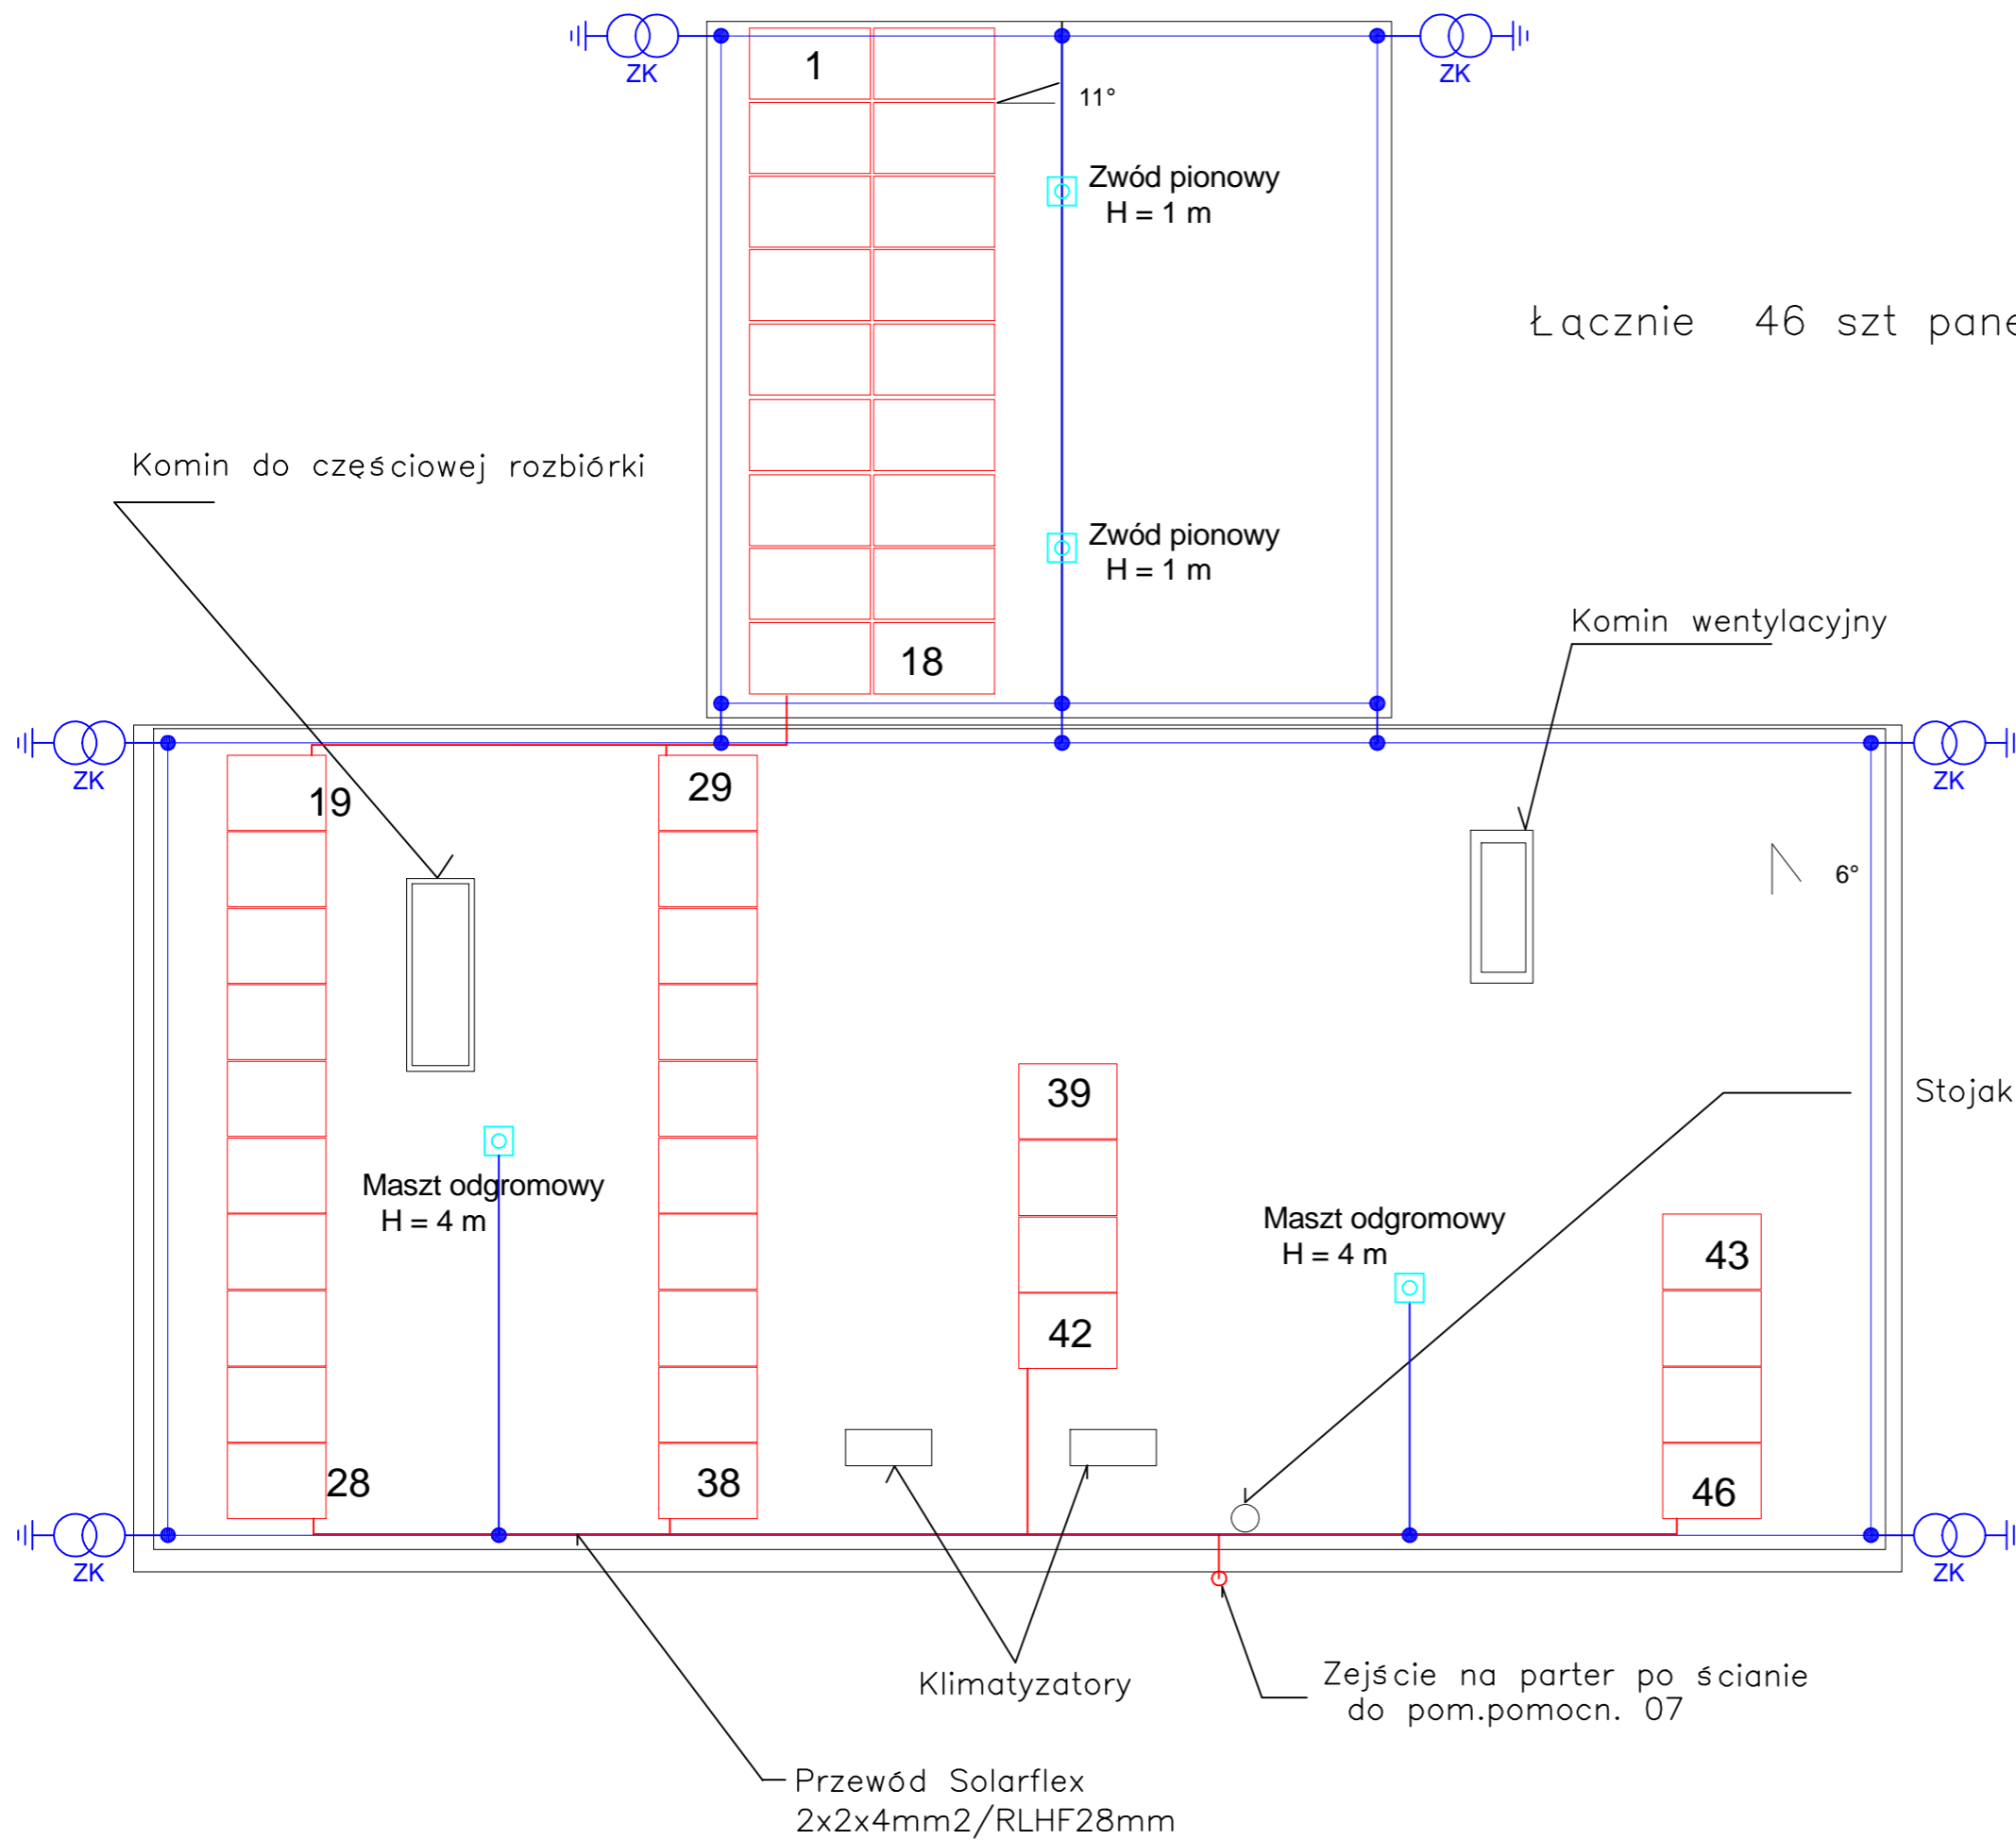 ZK
ZK
1
11°
Zwód pionowy
H = 1 m
Łącznie 46 szt
Komin do częściowej rozbiórki
Zwód pionowy
H = 1 m
Komin wentylacyjny
18
ZK
ZK
19
29
6°
39
Stojak
Maszt odgromowy
H = 4 m
Maszt odgromowy
H = 4 m
43
42
28
38
46
ZK
ZK
Klimatyzatory
Zejście na parter po ścianie
do pom.pomocn. 07
Przewód Solarflex
2x2x4mm2/RLHF28mm